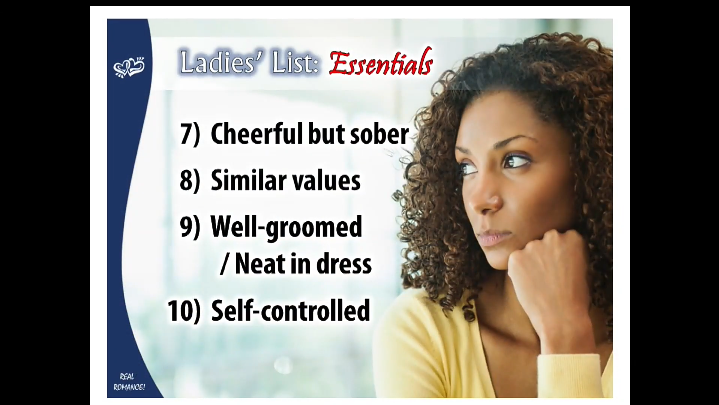 Ladies' List: Essentials
7) Cheerful but sober
8) Similar values
9) Well-groomed
/ Neat in dress
10) Self-controlled
REAL
ROMANCE!